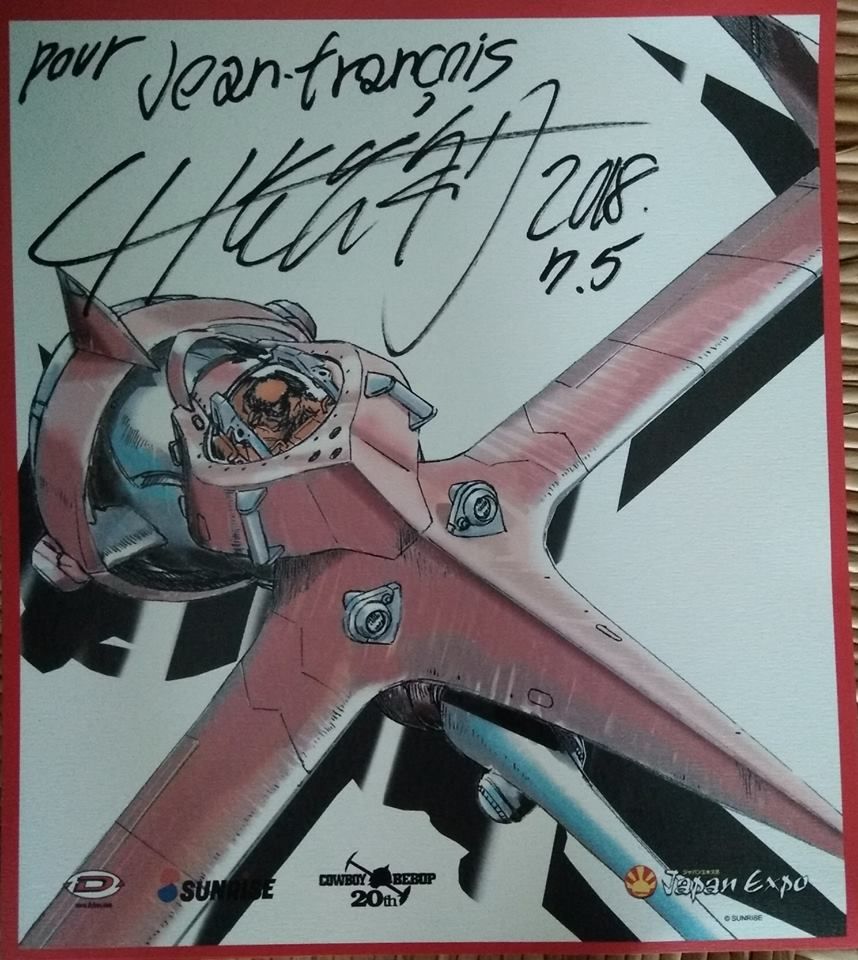 pour Jean-françois
2018.
7.5
D
SUNRISE
COWBOY BEBOP
20th
Japan Expo
© SUNRISE